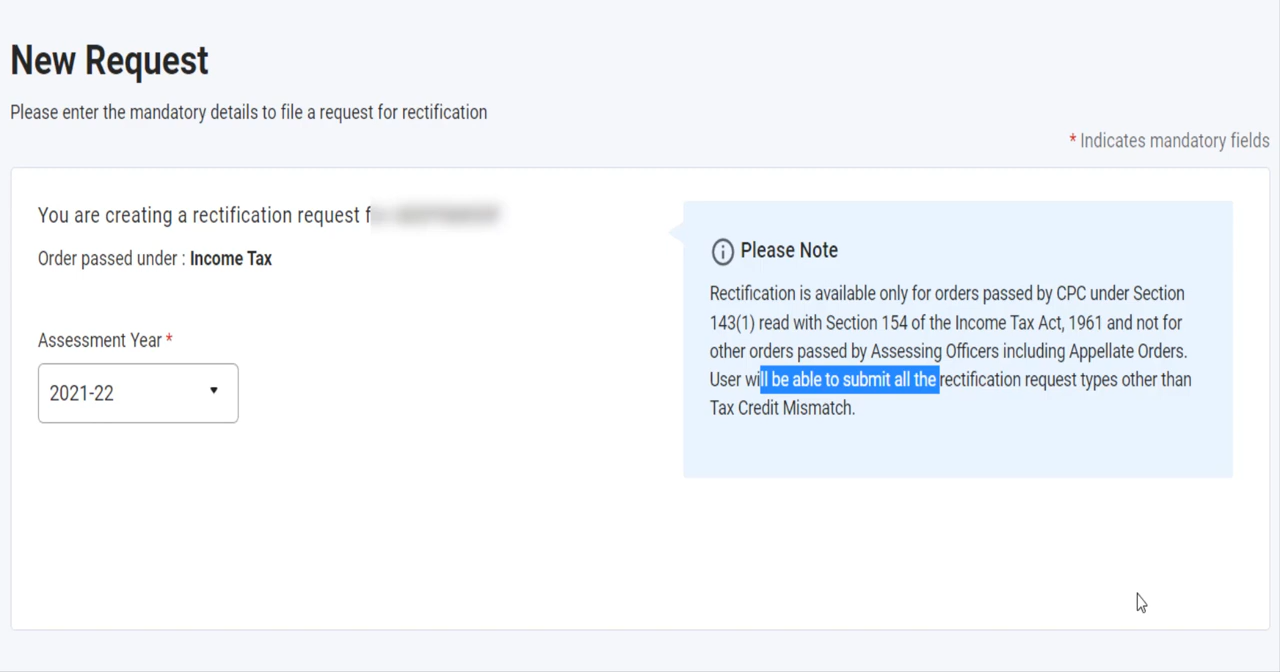 New Request
Please enter the mandatory details to file a request for rectification
* Indicates mandatory fields
You are creating a rectification request
Order passed under : Income Tax
Assessment Year *
2021-22
Please Note
Rectification is available only for orders passed by CPC under Section
143(1) read with Section 154 of the Income Tax Act, 1961 and not for
other orders passed by Assessing Officers including Appellate Orders.
User will be able to submit all the rectification request types other than
Tax Credit Mismatch.